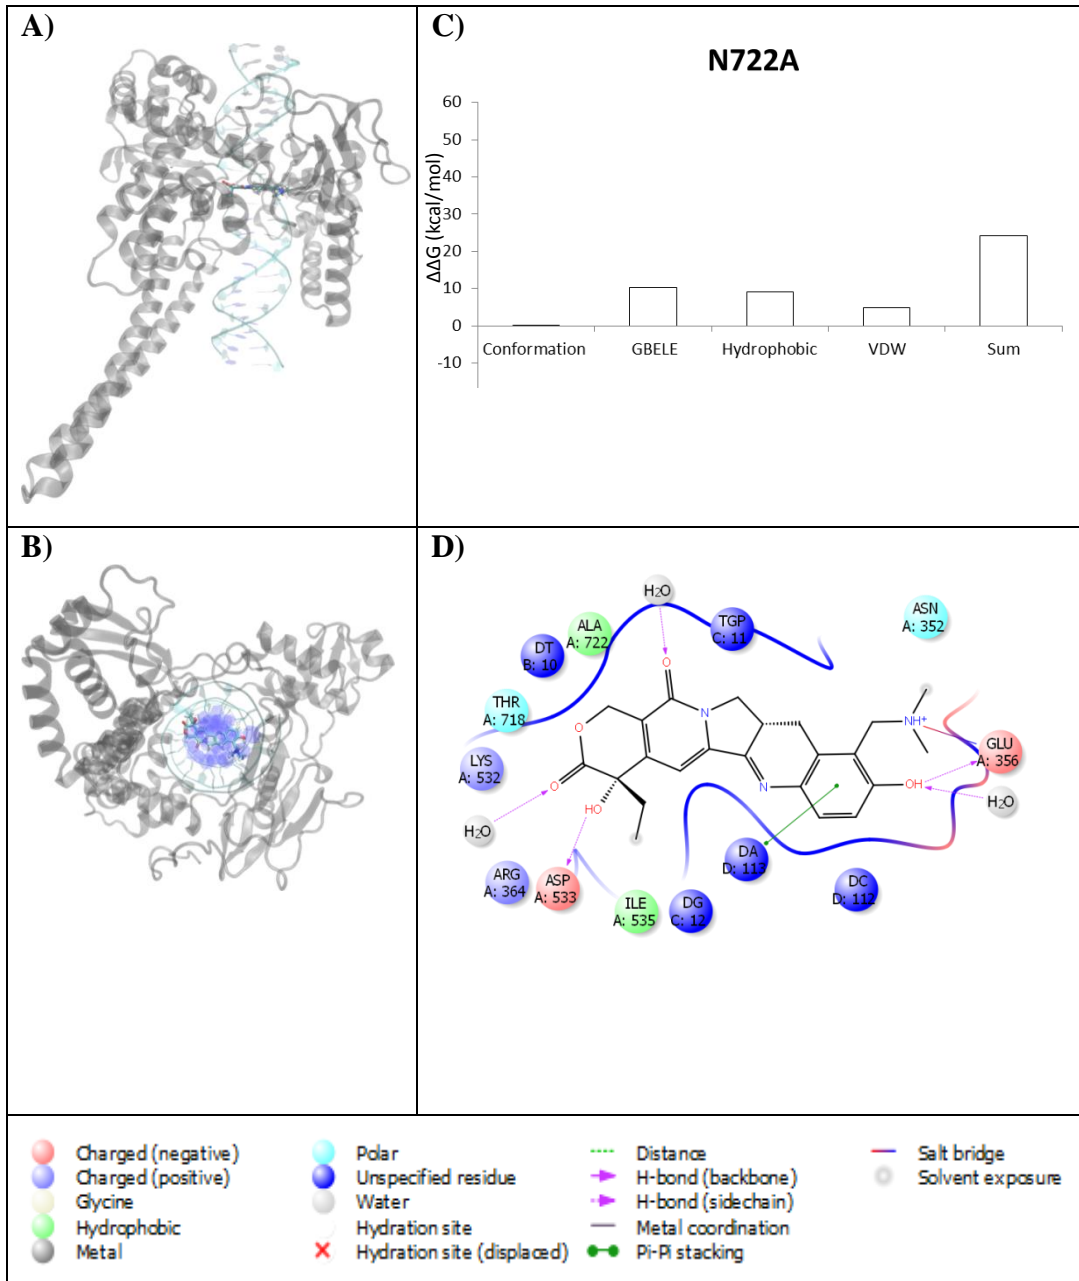 A)
C)
N722A
ΔΔG (kcal/mol)
60
50
40
30
20
10
0
-10
Conformation GBELE Hydrophobic VDW Sum
B)
D)
H₂O
ASN
A: 352
ALA
A: 722
TGP
C: 11
DT
B: 10
O
THR
A: 718
N
NH⁺
O
GLU
A: 356
LYS
A: 532
O
N
OH
H₂O
HO
H₂O
DA
D: 113
ARG
A: 364
ASP
A: 533
DC
D: 112
ILE
A: 535
DG
C: 12
Charged (negative)
Charged (positive)
Glycine
Hydrophobic
Metal
Polar
Unspecified residue
Water
Hydration site
Hydration site (displaced)
Distance
H-bond (backbone)
H-bond (sidechain)
Metal coordination
Pi-Pi stacking
Salt bridge
Solvent exposure